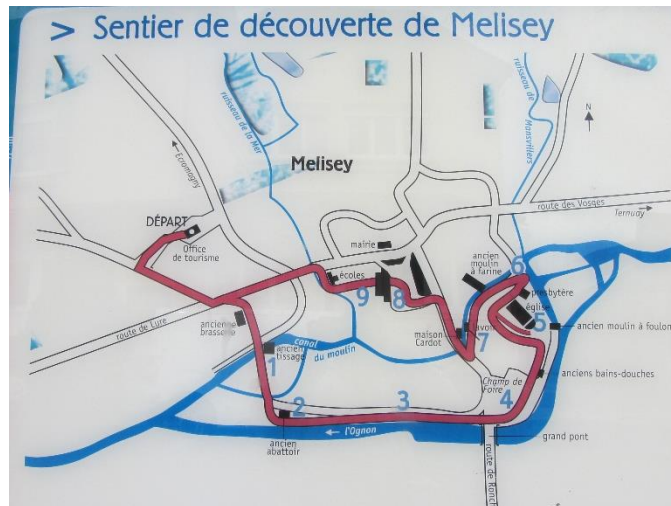 > Sentier de découverte de Melisey
ruisseau de la Mer
ruisseau de
Mansvillers
N
Ecromagny
Melisey
DÉPART
Office
de tourisme
route des Vosges
Ternuay
mairie
ancien
moulin
à farine
6
écoles
9
8
presbytère
église
5
ancien moulin à foulon
route de Lure
ancienne
brasserie
maison
Cardot
7
canal
du moulin
ancien
tissage
1
Champ de
Foire
anciens bains-douches
2
3
4
ancien
abattoir
l'Ognon
grand pont
route de Ronch